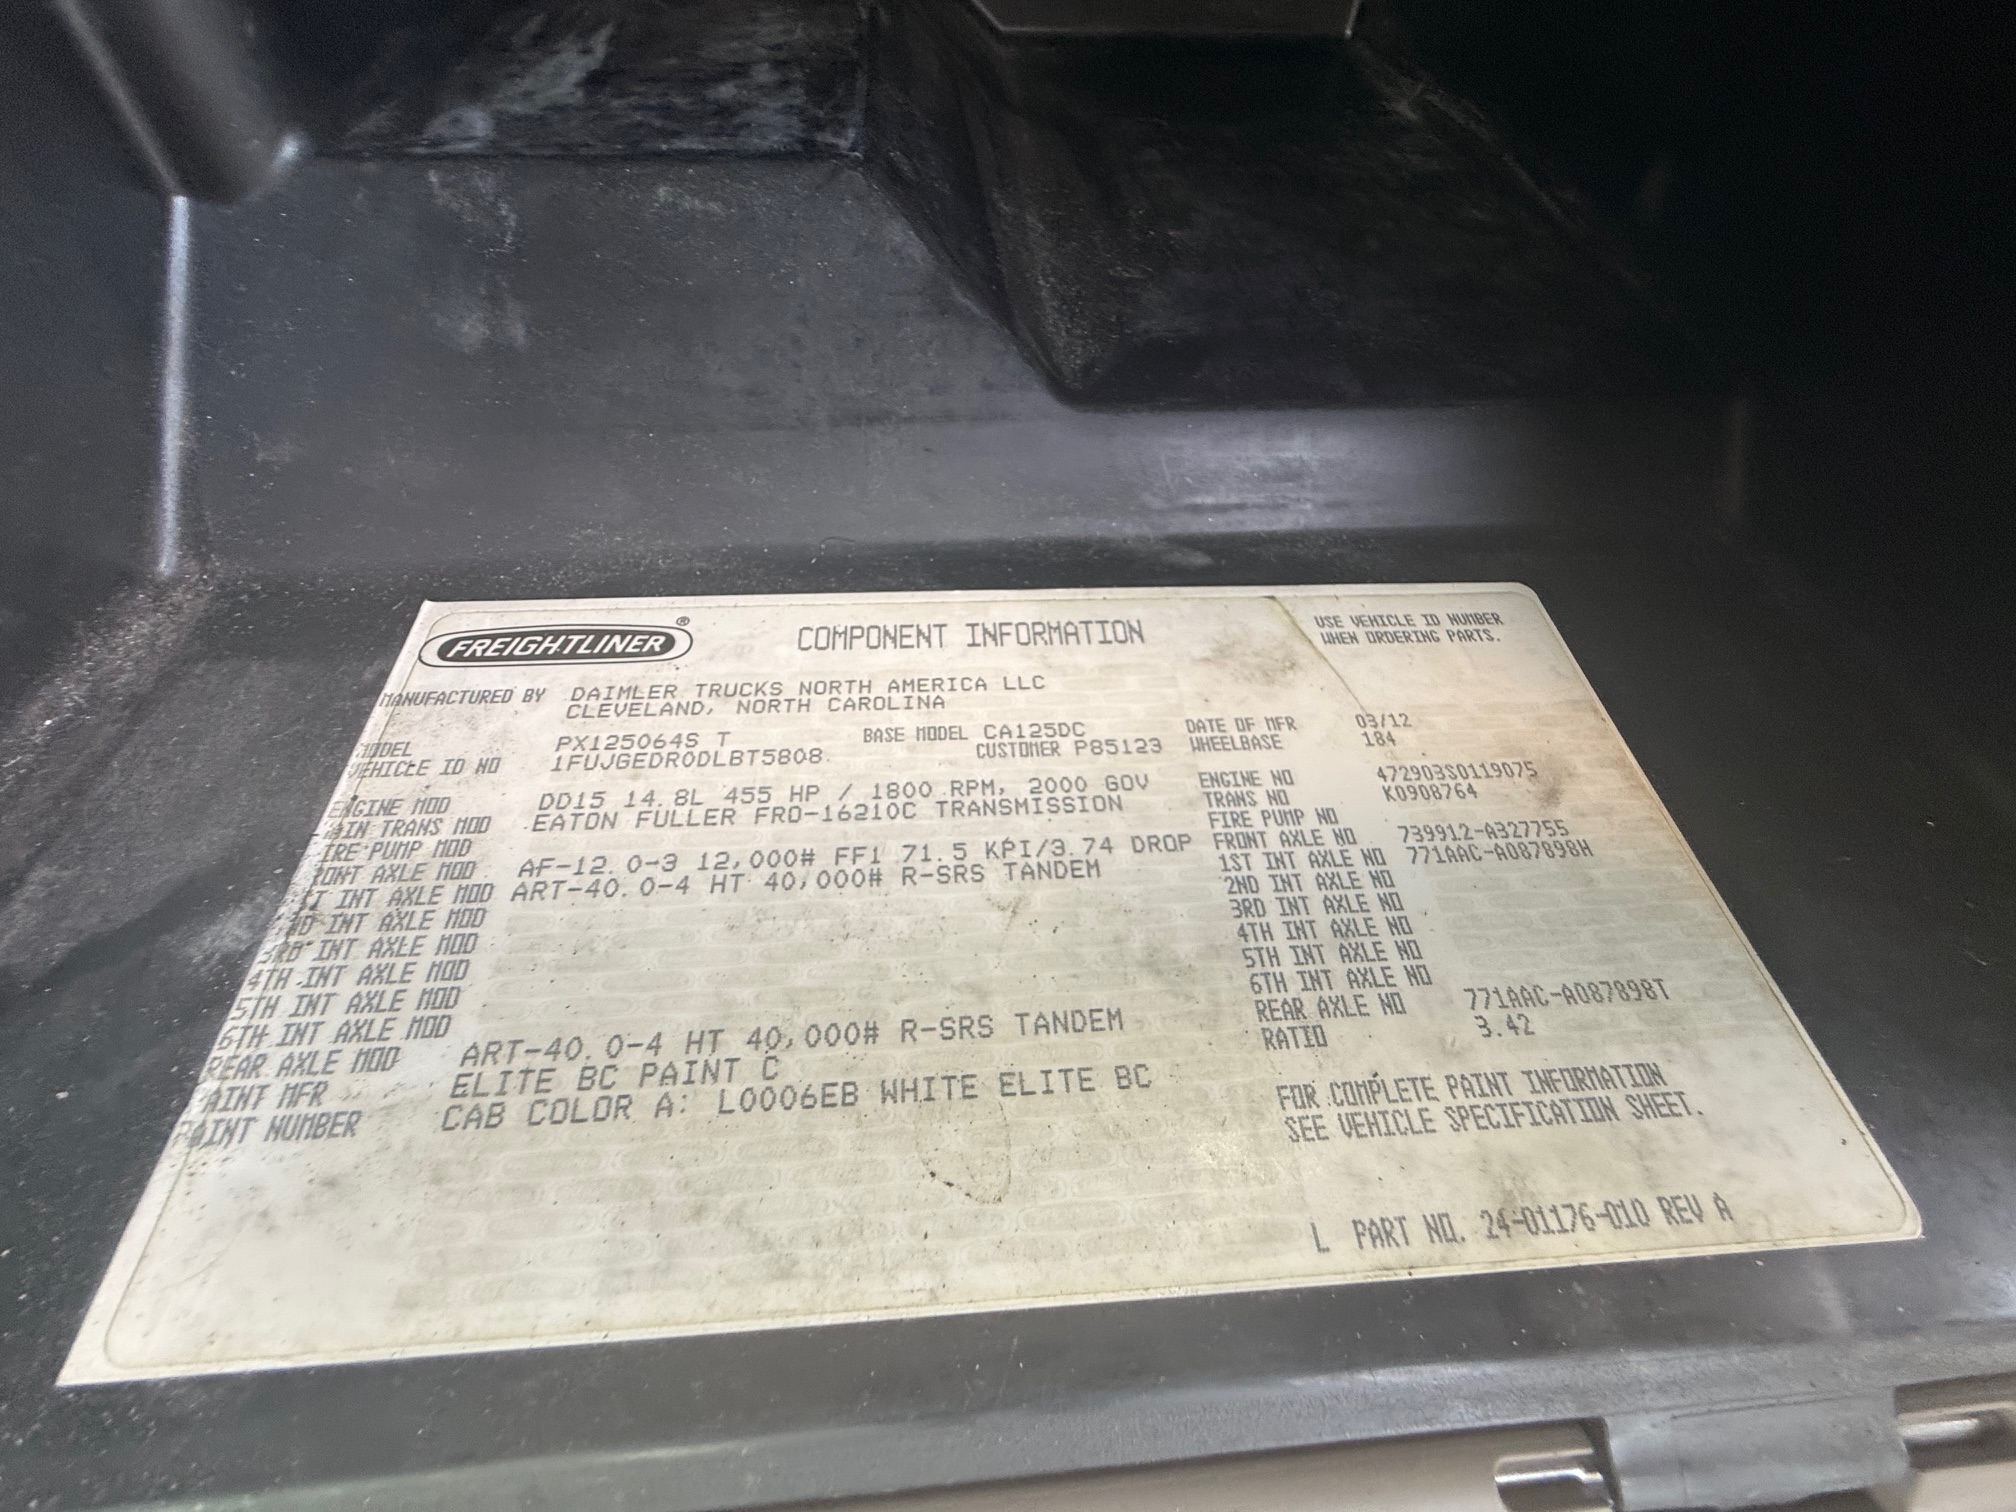 FREIGHTLINER®
COMPONENT INFORMATION
USE VEHICLE ID NUMBER
WHEN ORDERING PARTS.
MANUFACTURED BY DAIMLER TRUCKS NORTH AMERICA LLC
CLEVELAND, NORTH CAROLINA
MODEL PX125064S T BASE MODEL CA125DC DATE OF MFR 03/12
VEHICLE ID NO 1FUJGEDR0DLBT5808 CUSTOMER P85123 WHEELBASE 184
ENGINE MOD DD15 14.8L 455 HP / 1800 RPM, 2000 GOV ENGINE NO 472903S0119075
MAIN TRANS MOD EATON FULLER FRO-16210C TRANSMISSION TRANS NO K0908764
FIRE PUMP MOD FIRE PUMP NO
FRONT AXLE MOD AF-12.0-3 12,000# FF1 71.5 KPI/3.74 DROP FRONT AXLE NO 739912-A327755
1ST INT AXLE MOD ART-40.0-4 HT 40,000# R-SRS TANDEM 1ST INT AXLE NO 771AAC-A087898H
2ND INT AXLE MOD 2ND INT AXLE NO
3RD INT AXLE MOD 3RD INT AXLE NO
4TH INT AXLE MOD 4TH INT AXLE NO
5TH INT AXLE MOD 5TH INT AXLE NO
6TH INT AXLE MOD 6TH INT AXLE NO
REAR AXLE MOD ART-40.0-4 HT 40,000# R-SRS TANDEM REAR AXLE NO 771AAC-A087898T
PAINT MFR ELITE BC PAINT C RATIO 3.42
PAINT NUMBER CAB COLOR A: L0006EB WHITE ELITE BC
FOR COMPLETE PAINT INFORMATION
SEE VEHICLE SPECIFICATION SHEET.
L PART NO. 24-01176-010 REV A